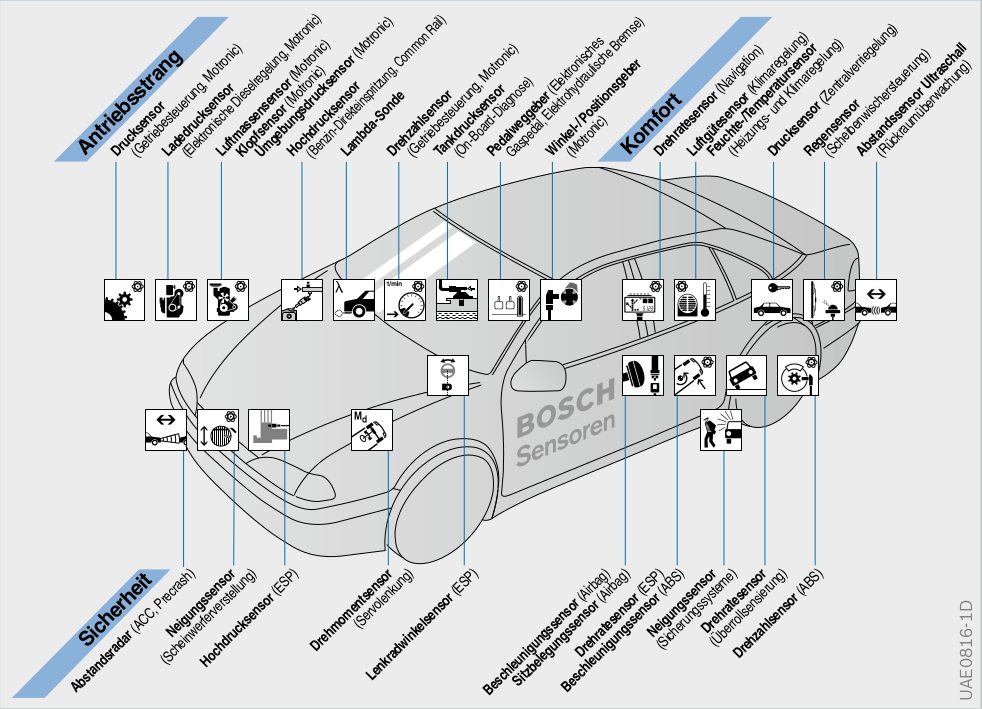 Antriebsstrang
Drucksensor
(Getriebesteuerung, Motronic)
Ladedrucksensor
(Elektronische Dieselregelung, Motronic)
Luftmassensensor (Motronic)
Klopfsensor (Motronic)
Umgebungsdrucksensor (Motronic)
Hochdrucksensor
(Benzin-Direkteinspritzung, Common Rail)
Lambda-Sonde
Drehzahlsensor
(Getriebesteuerung, Motronic)
Tankdrucksensor
(On-Board-Diagnose)
Pedalweggeber (Elektronisches
Gaspedal, Elektrohydraulische Bremse)
Winkel-/Positionsgeber
(Motronic)
Komfort
Drehratesensor (Navigation)
Luftgütesensor (Klimaregelung)
Feuchte-/Temperatursensor
(Heizungs- und Klimaregelung)
Drucksensor (Zentralverriegelung)
Regensensor
(Scheibenwischersteuerung)
Abstandssensor Ultraschall
(Rückraumüberwachung)
λ
1/min
Md
BOSCH
Sensoren
Sicherheit
Abstandsradar (ACC, Precrash)
Neigungssensor
(Scheinwerferverstellung)
Hochdrucksensor (ESP)
Drehmomentsensor
(Servolenkung)
Lenkradwinkelsensor (ESP)
Beschleunigungssensor (Airbag)
Sitzbelegungssensor (Airbag)
Drehratesensor (ESP)
Beschleunigungssensor (ABS)
Neigungssensor
(Sicherungssysteme)
Drehratesensor
(Überrollsensierung)
Drehzahlsensor (ABS)
UAE0816-1D